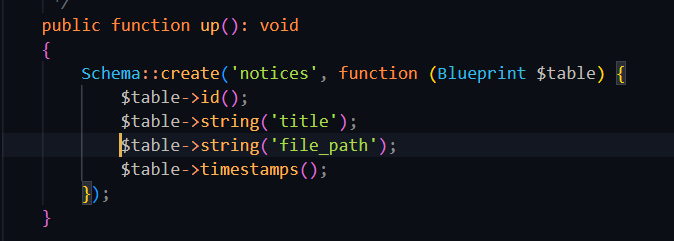 */
public function up(): void
{
Schema::create('notices', function (Blueprint $table) {
$table->id();
$table->string('title');
$table->string('file_path');
$table->timestamps();
});
}